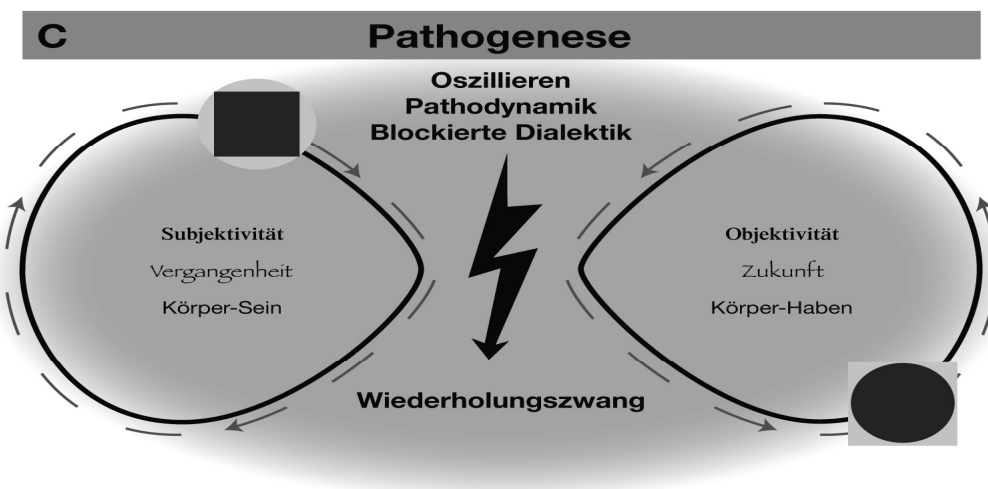 C Pathogenese
Oszillieren
Pathodynamik
Blockierte Dialektik
Subjektivität
Vergangenheit
Körper-Sein
Objektivität
Zukunft
Körper-Haben
Wiederholungszwang